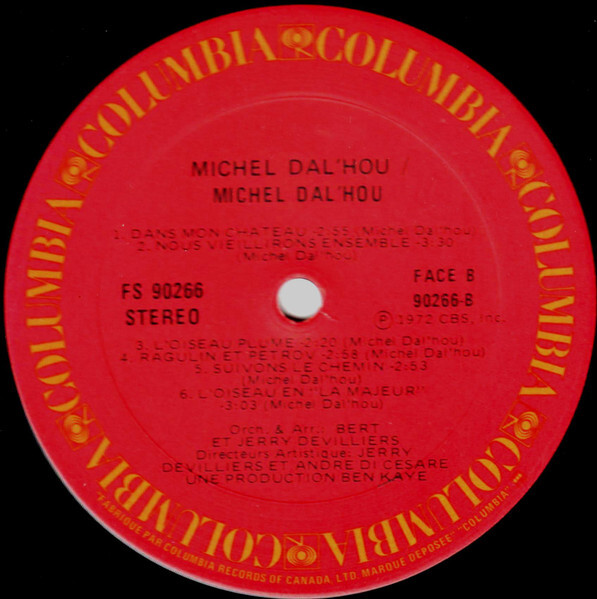 COLUMBIA COLUMBIA COLUMBIA COLUMBIA COLUMBIA COLUMBIA
MICHEL DAL'HOU /
MICHEL DAL'HOU
1. DANS MON CHATEAU -2:55 (Michel Dal'hou)
2. NOUS VIEILLIRONS ENSEMBLE -3:30
(Michel Dal'hou)
FS 90266
STEREO
FACE B
90266-B
Ⓟ 1972 CBS, Inc.
3. L'OISEAU PLUME -2:20 (Michel Dal'hou)
4. RAGULIN ET PETROV -2:58 (Michel Dal'hou)
5. SUIVONS LE CHEMIN -2:53
(Michel Dal'hou)
6. L'OISEAU EN "LA MAJEUR"
-3:03 (Michel Dal'hou)
Orch. & Arr.: BERT
ET JERRY DEVILLIERS
Directeurs Artistique: JERRY
DEVILLIERS ET ANDRE DI CESARE
UNE PRODUCTION BEN KAYE
"FABRIQUE PAR COLUMBIA RECORDS OF CANADA, LTD. MARQUE DEPOSEE "COLUMBIA".